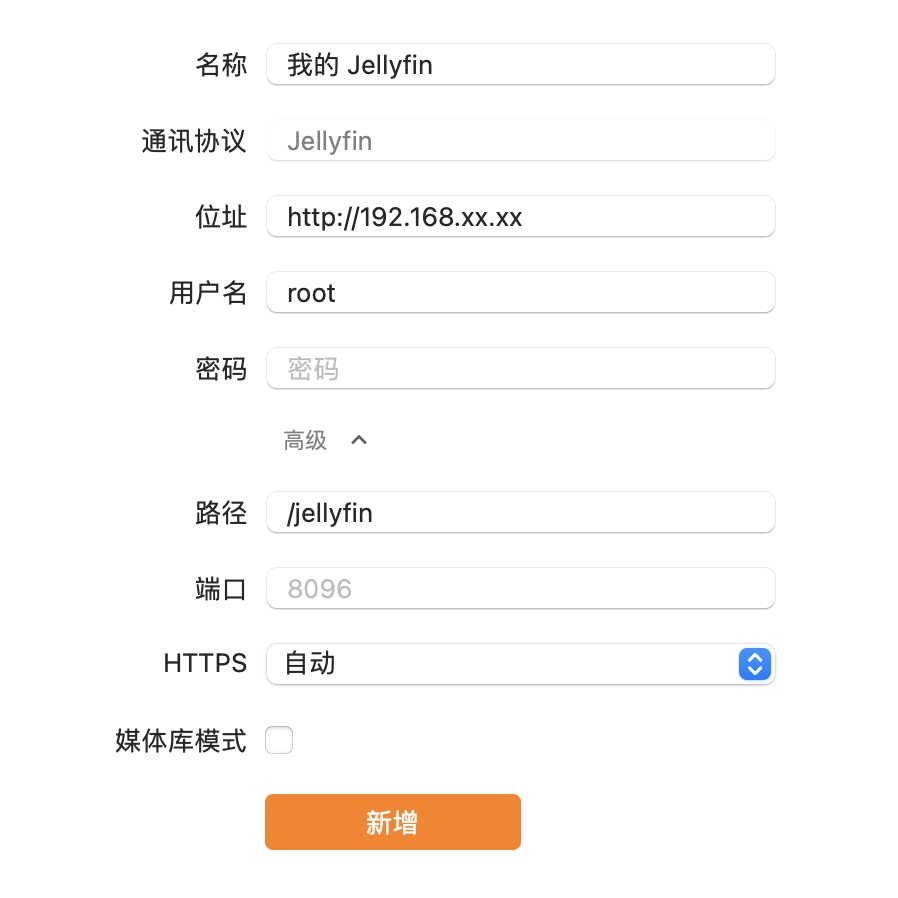 名称 我的 Jellyfin
通讯协议 Jellyfin
位址 http://192.168.xx.xx
用户名 root
密码 密码
高级
路径 /jellyfin
端口 8096
HTTPS 自动
媒体库模式
新增